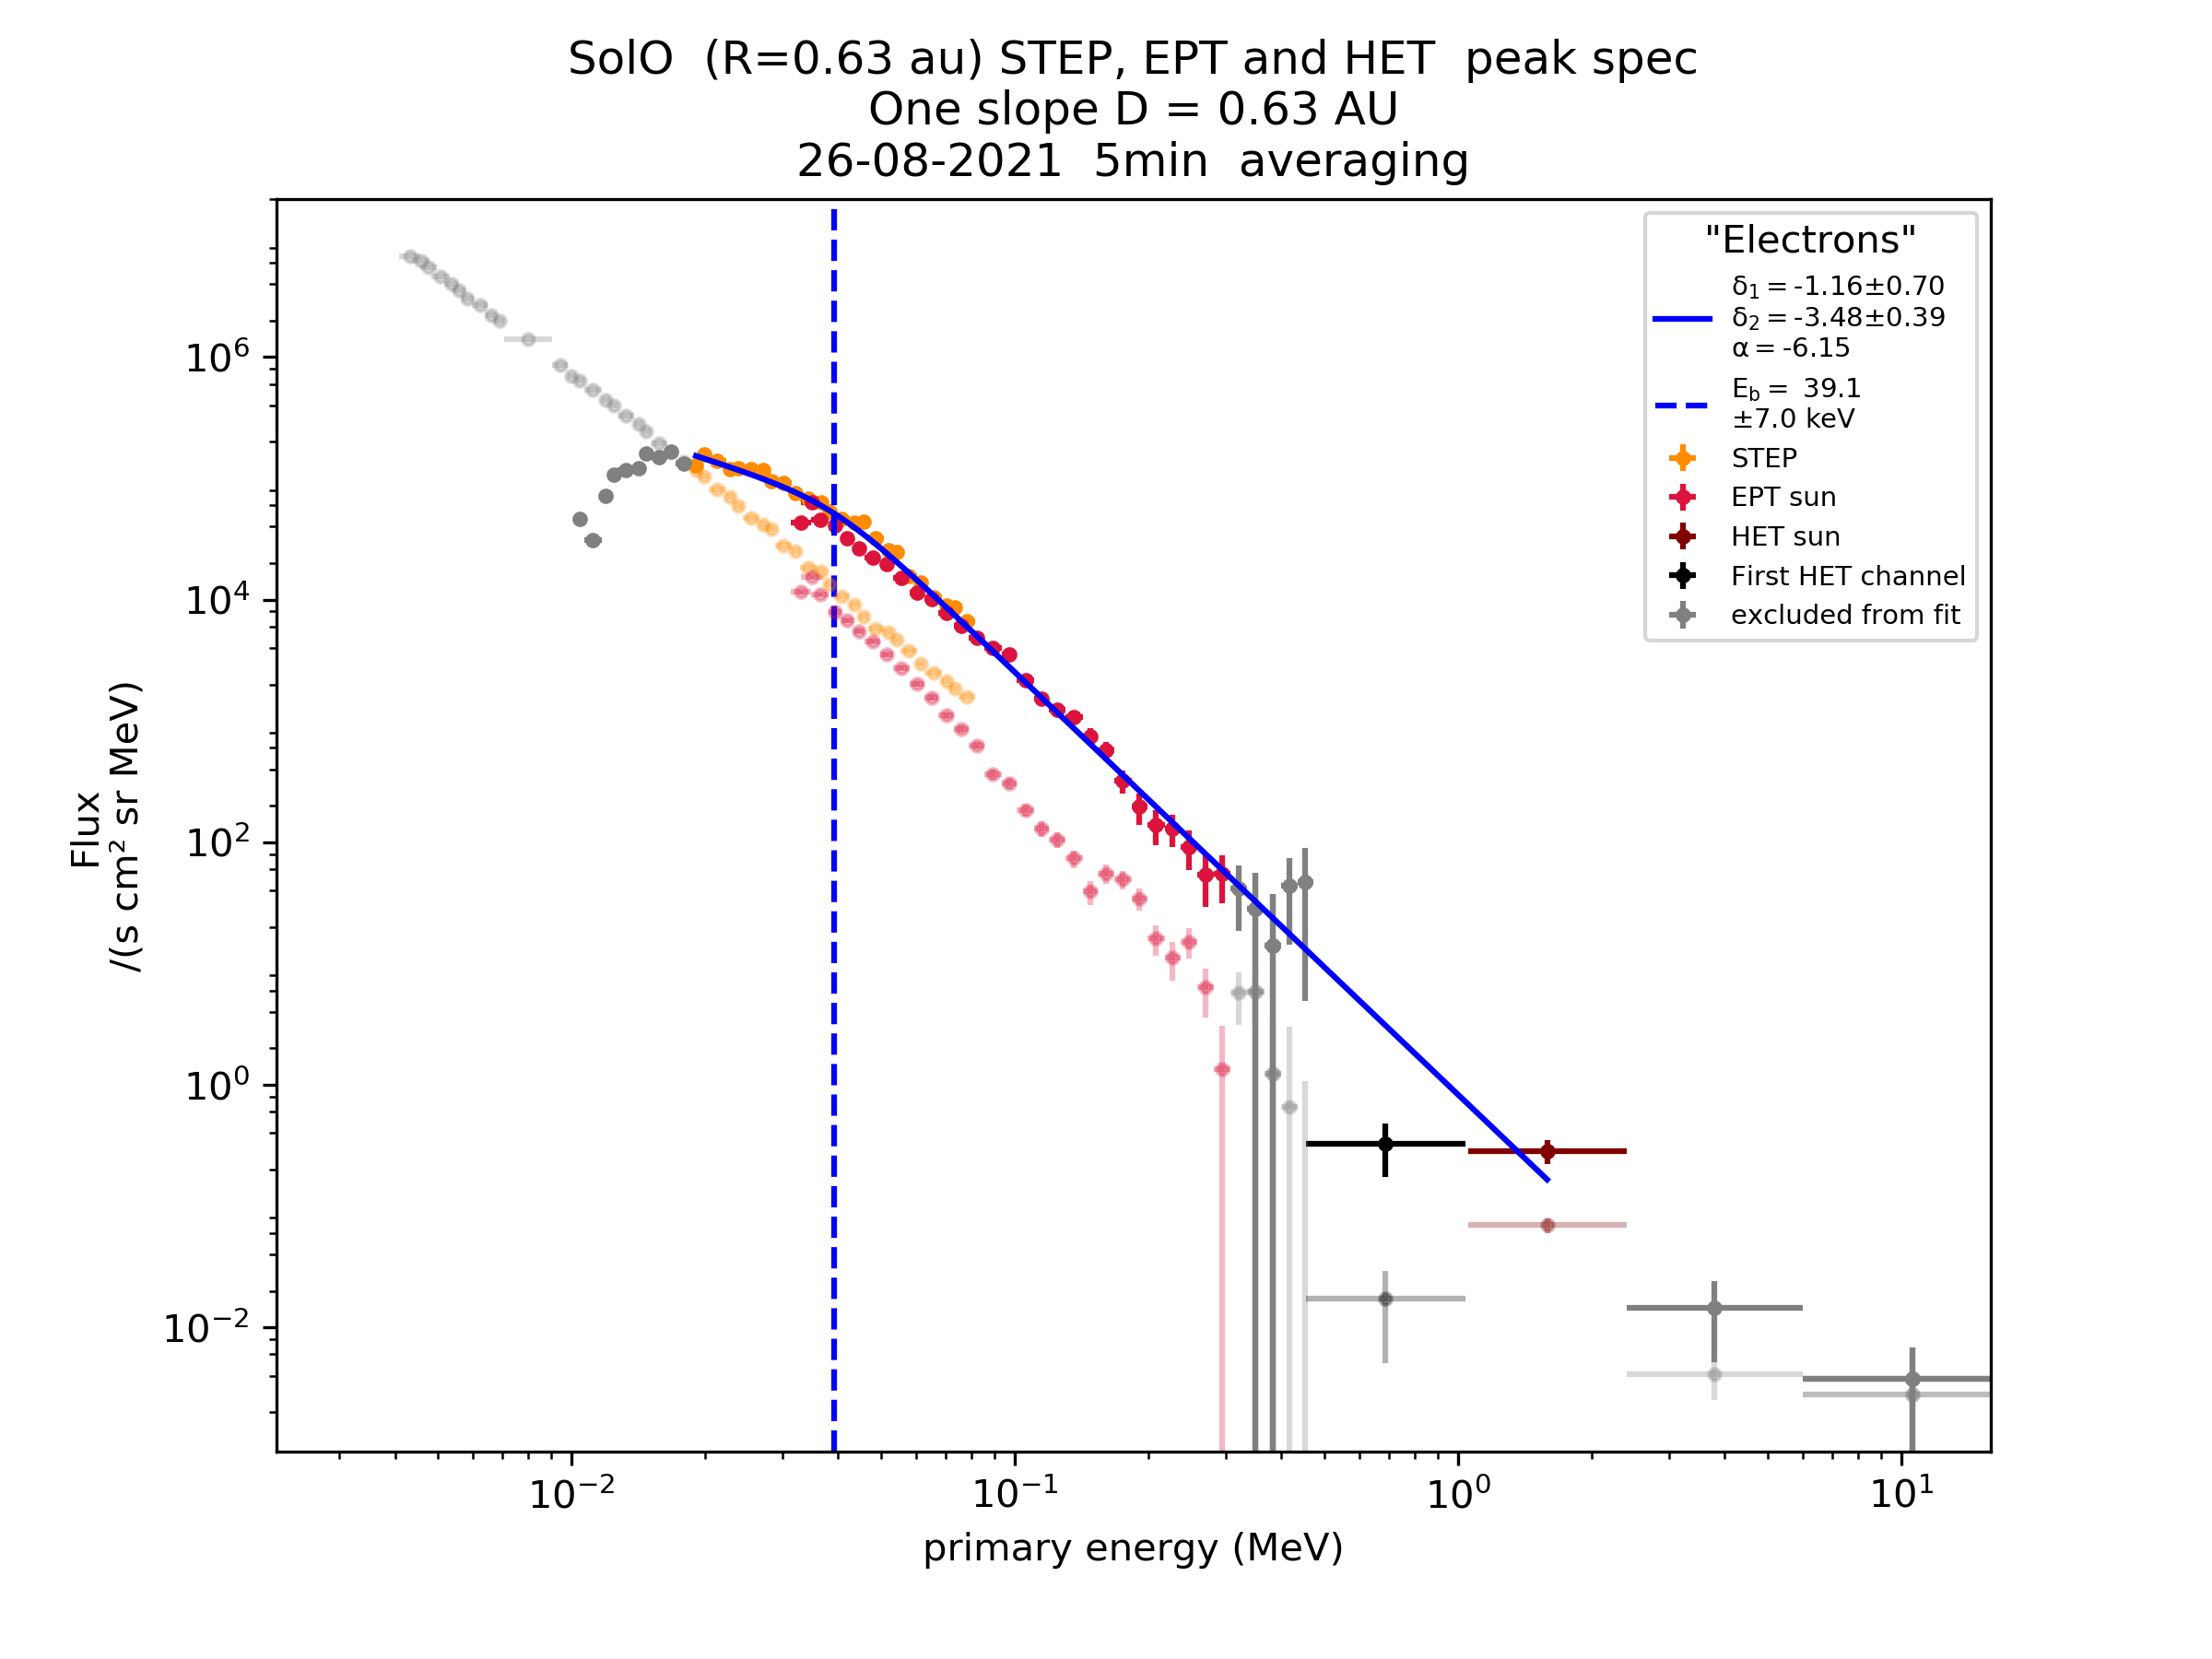 SolO (R=0.63 au) STEP, EPT and HET peak spec
One slope D = 0.63 AU
26-08-2021 5min averaging
"Electrons"
δ₁ = -1.16±0.70
δ₂ = -3.48±0.39
α = -6.15
E_b = 39.1
±7.0 keV
STEP
EPT sun
HET sun
First HET channel
excluded from fit
Flux
/(s cm² sr MeV)
10⁶
10⁴
10²
10⁰
10⁻²
10⁻² 10⁻¹ 10⁰ 10¹
primary energy (MeV)